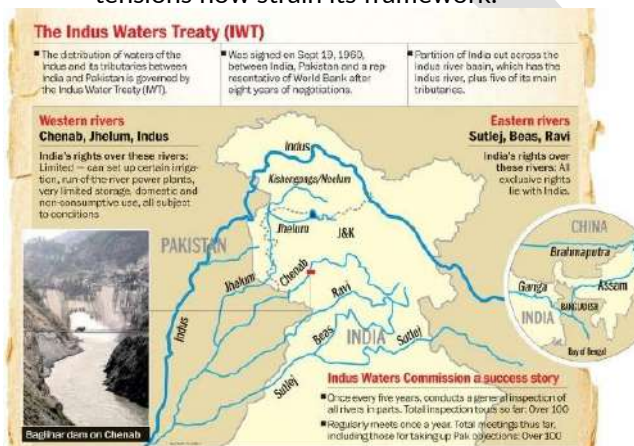 tensions now strain its framework.
The Indus Waters Treaty (IWT)
■ The distribution of waters of the
Indus and its tributaries between
India and Pakistan is governed by
the Indus Water Treaty (IWT).
■ Was signed on Sept 19, 1960,
between India, Pakistan and a rep-
resentative of World Bank after
eight years of negotiations.
■ Partition of India cut across the
Indus river basin, which has the
Indus river, plus five of its main
tributaries.
Western rivers
Chenab, Jhelum, Indus
India's rights over these rivers:
Limited — can set up certain irriga-
tion, run-of-the-river power plants,
very limited storage, domestic and
non-consumptive use, all subject
to conditions
Eastern rivers
Sutlej, Beas, Ravi
India's rights over
these rivers: All
exclusive rights
lie with India.
Indus
Kishenganga/Neelum
Jhelum
J&K
PAKISTAN
Jhelum
Chenab
Ravi
Indus
Beas
INDIA
Sutlej
Sutlej
CHINA
Brahmaputra
Ganga
Assam
BANGLADESH
INDIA
Bay of Bengal
Baglihar dam on Chenab
Indus Waters Commission a success story
■ Once every five years, conducts a general inspection
of all rivers in parts. Total inspection tours so far: Over 100
■ Regularly meets once a year. Total meetings thus far,
including those for taking up Pak objections: Over 100